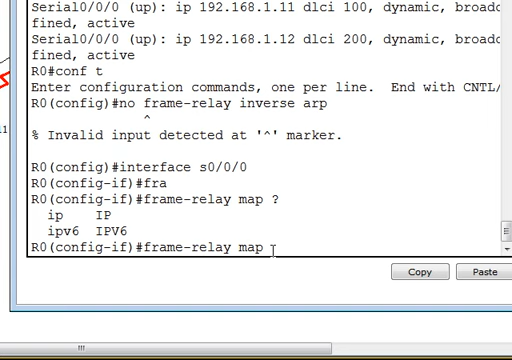 Serial0/0/0 (up): ip 192.168.1.11 dlci 100, dynamic,
fined, active
Serial0/0/0 (up): ip 192.168.1.12 dlci 200, dynamic,
fined, active
R0#conf t
Enter configuration commands, one per line.  End with CNTL/
R0(config)#no frame-relay inverse arp
^
% Invalid input detected at '^' marker.
R0(config)#interface s0/0/0
R0(config-if)#fra
R0(config-if)#frame-relay map ?
ip    IP
ipv6  IPV6
R0(config-if)#frame-relay map
Copy
Paste